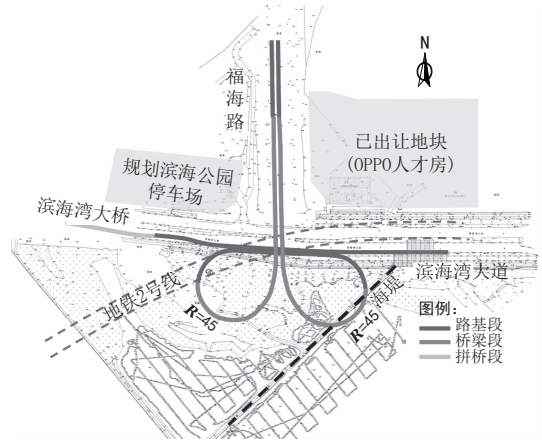 N
福
海
路
已出让地块
(OPPO人才房)
规划滨海公园
停车场
滨海湾大桥
滨海湾大道
地铁2号线
海堤
R=45
R=45
图例：
路基段
桥梁段
拼桥段